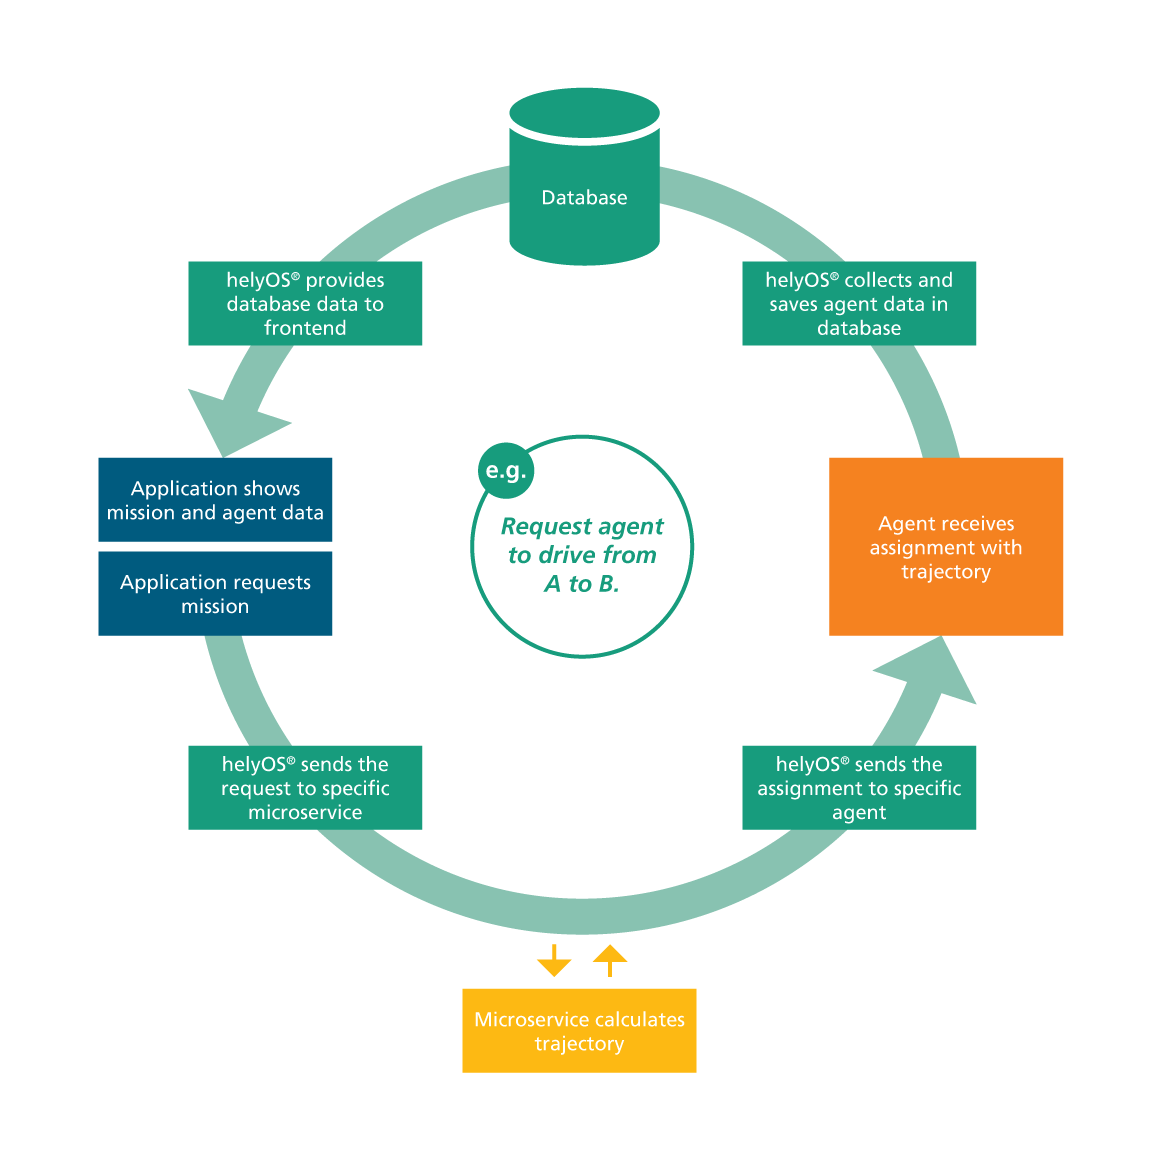 Database
helyOS® provides
database data to
frontend
helyOS® collects and
saves agent data in
database
Application shows
mission and agent data
Application requests
mission
e.g.
Request agent
to drive from
A to B.
Agent receives
assignment with
trajectory
helyOS® sends the
request to specific
microservice
helyOS® sends the
assignment to specific
agent
Microservice calculates
trajectory